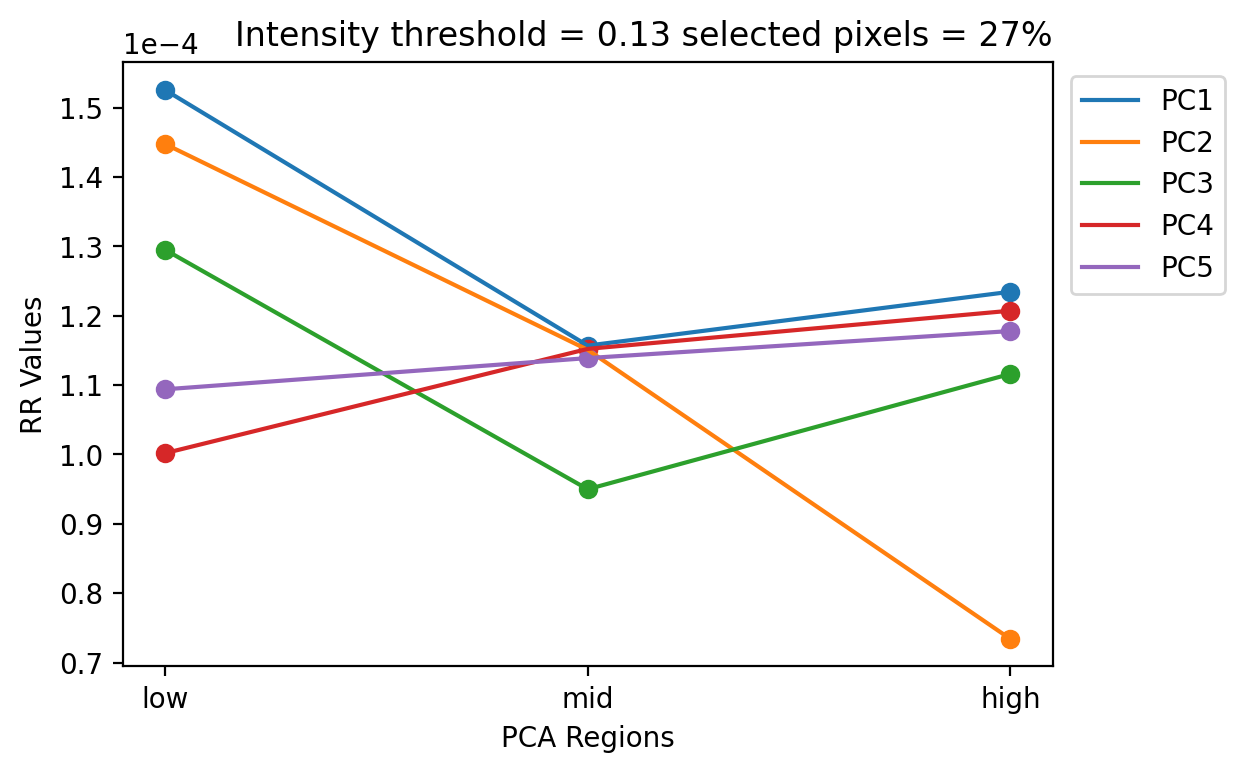 Intensity threshold = 0.13 selected pixels = 27%
1e−4
1.5
1.4
1.3
1.2
1.1
1.0
0.9
0.8
0.7
RR Values
low
mid
high
PCA Regions
PC1
PC2
PC3
PC4
PC5